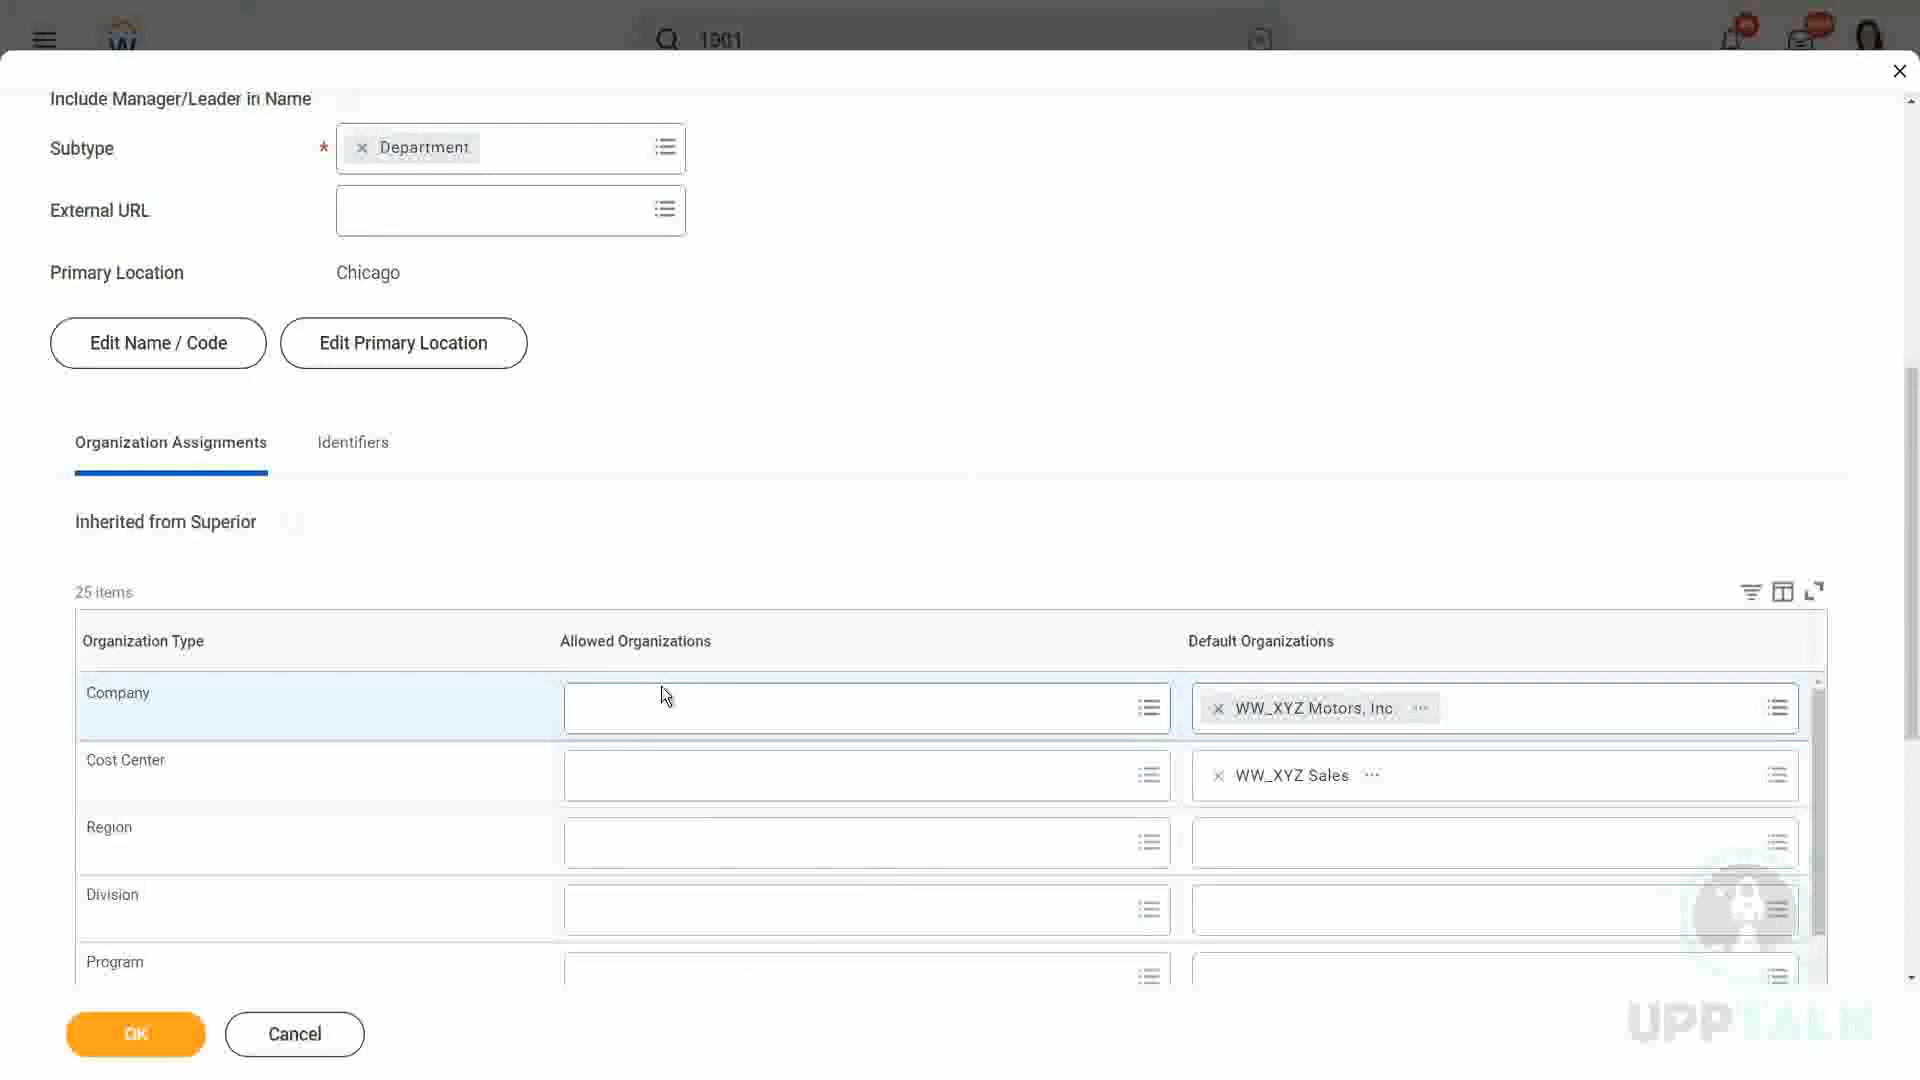 W
1981
Include Manager/Leader in Name
Subtype
*
× Department
External URL
Primary Location
Chicago
Edit Name / Code
Edit Primary Location
Organization Assignments
Identifiers
Inherited from Superior
25 items
Organization Type
Allowed Organizations
Default Organizations
Company
× WW_XYZ Motors, Inc. ...
Cost Center
× WW_XYZ Sales ...
Region
Division
Program
OK
Cancel
UPPTALK